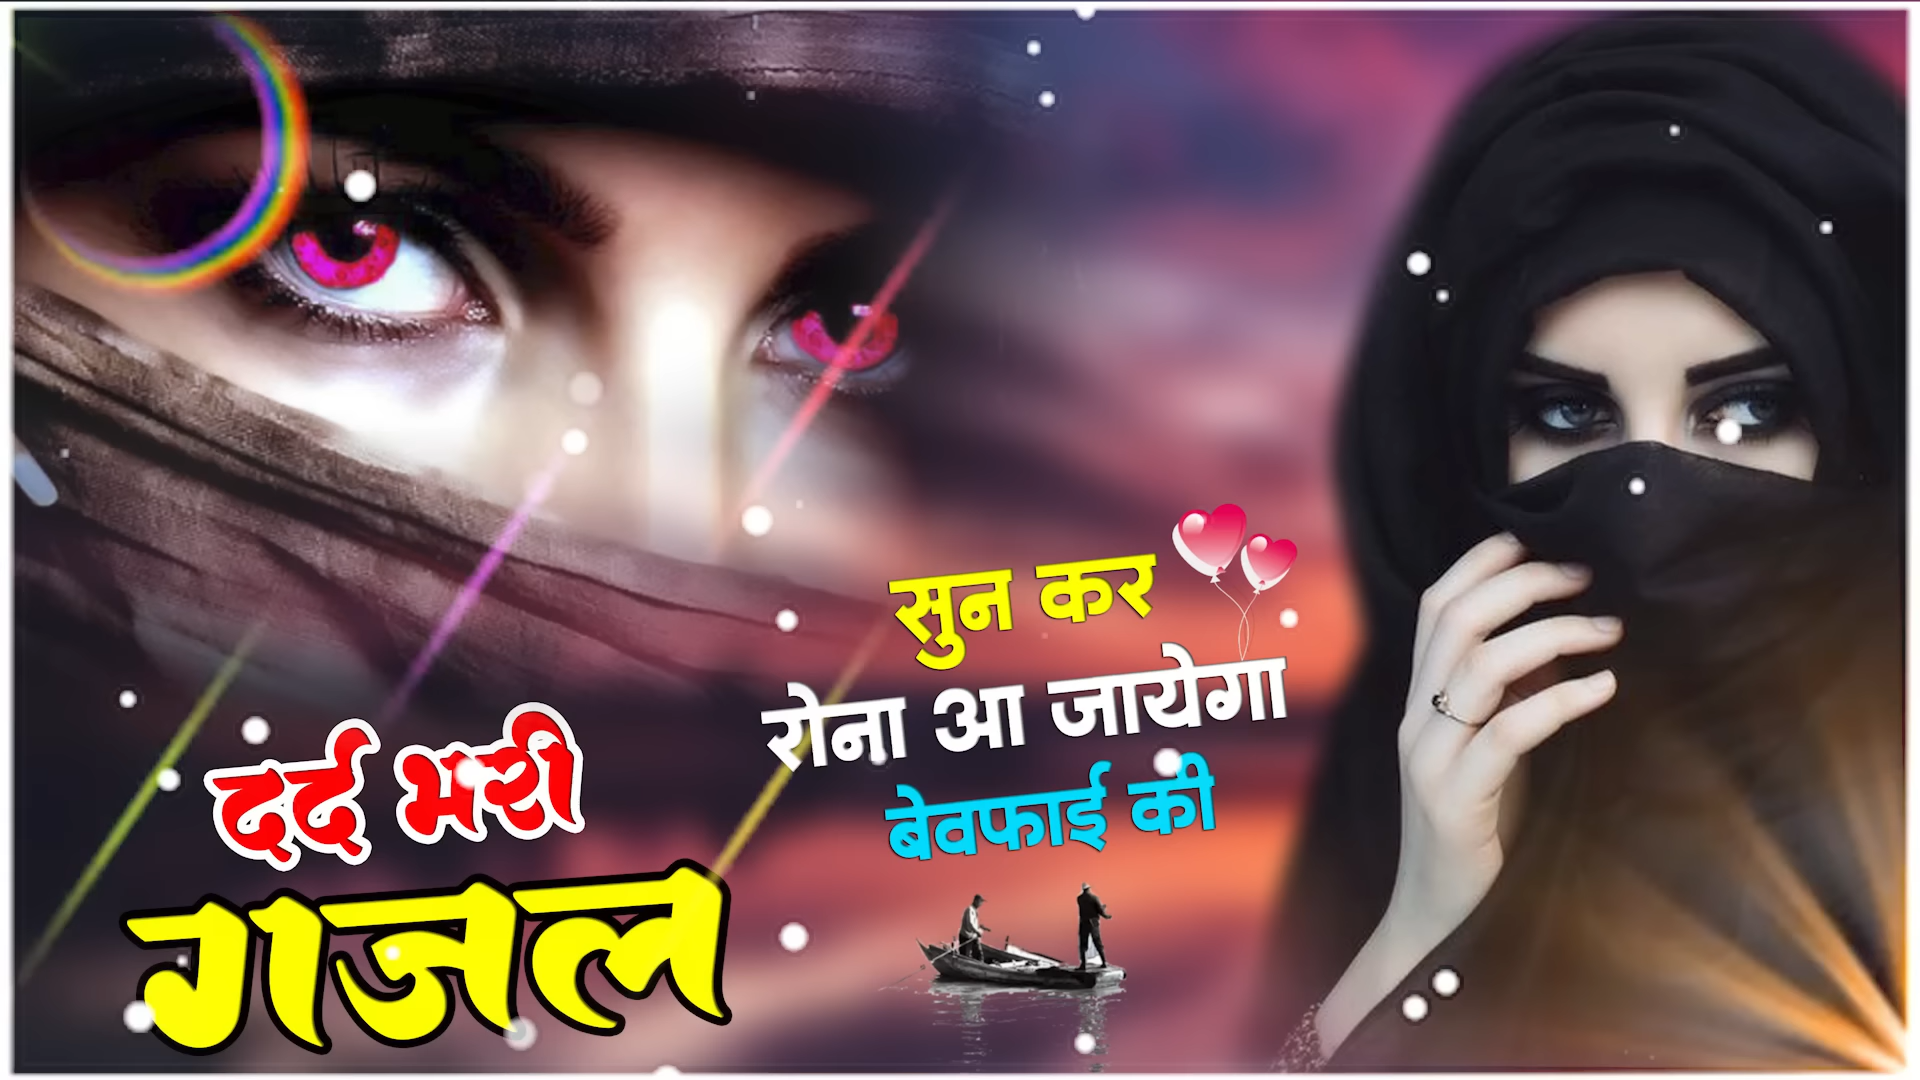 सुन कर
रोना आ जायेगा
बेवफाई की
दर्द भरी
गजल